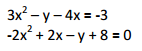 3x² – y – 4x = -3
-2x² + 2x – y + 8 = 0